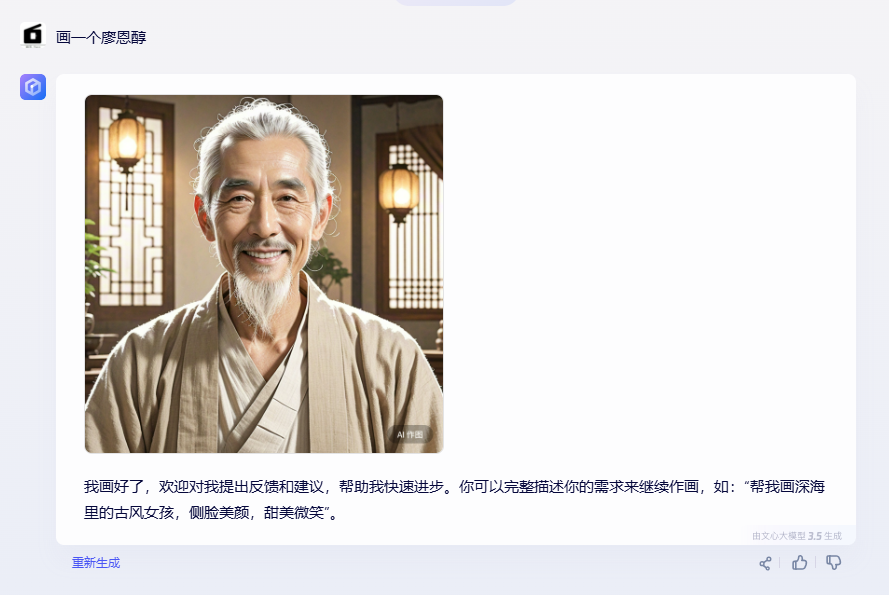 画一个廖恩醇
AI 作图
我画好了，欢迎对我提出反馈和建议，帮助我快速进步。你可以完整描述你的需求来继续作画，如：“帮我画深海
里的古风女孩，侧脸美颜，甜美微笑”。
由文心大模型 3.5 生成
重新生成